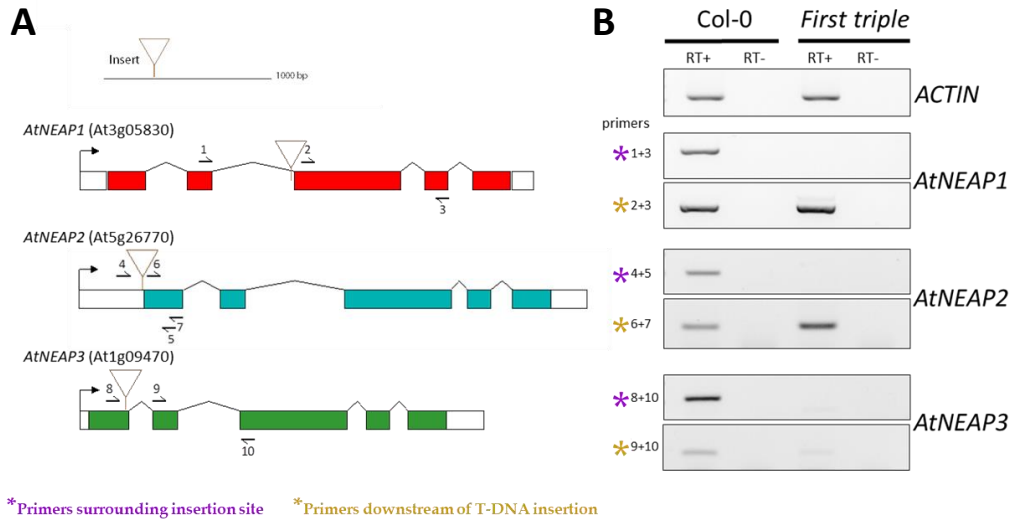 A
Insert
1000 bp
AtNEAP1 (At3g05830)
1
2
3
AtNEAP2 (At5g26770)
4
6
7
5
AtNEAP3 (At1g09470)
8
9
10
*Primers surrounding insertion site
*Primers downstream of T-DNA insertion
B
Col-0 First triple
RT+ RT- RT+ RT-
ACTIN
primers
*1+3
AtNEAP1
*2+3
*4+5
AtNEAP2
*6+7
*8+10
AtNEAP3
*9+10